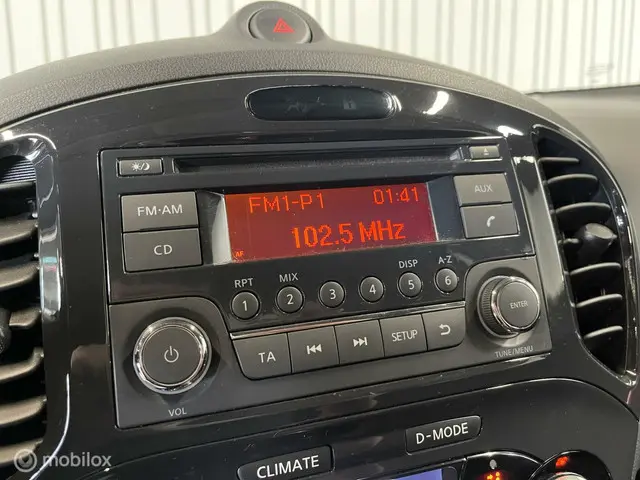 FM1-P1 01:41
102.5 MHz
AF
FM·AM
CD
AUX
RPT MIX DISP A-Z
1 2 3 4 5 6
TA SETUP
VOL
ENTER
TUNE/MENU
D-MODE
CLIMATE
mobilox